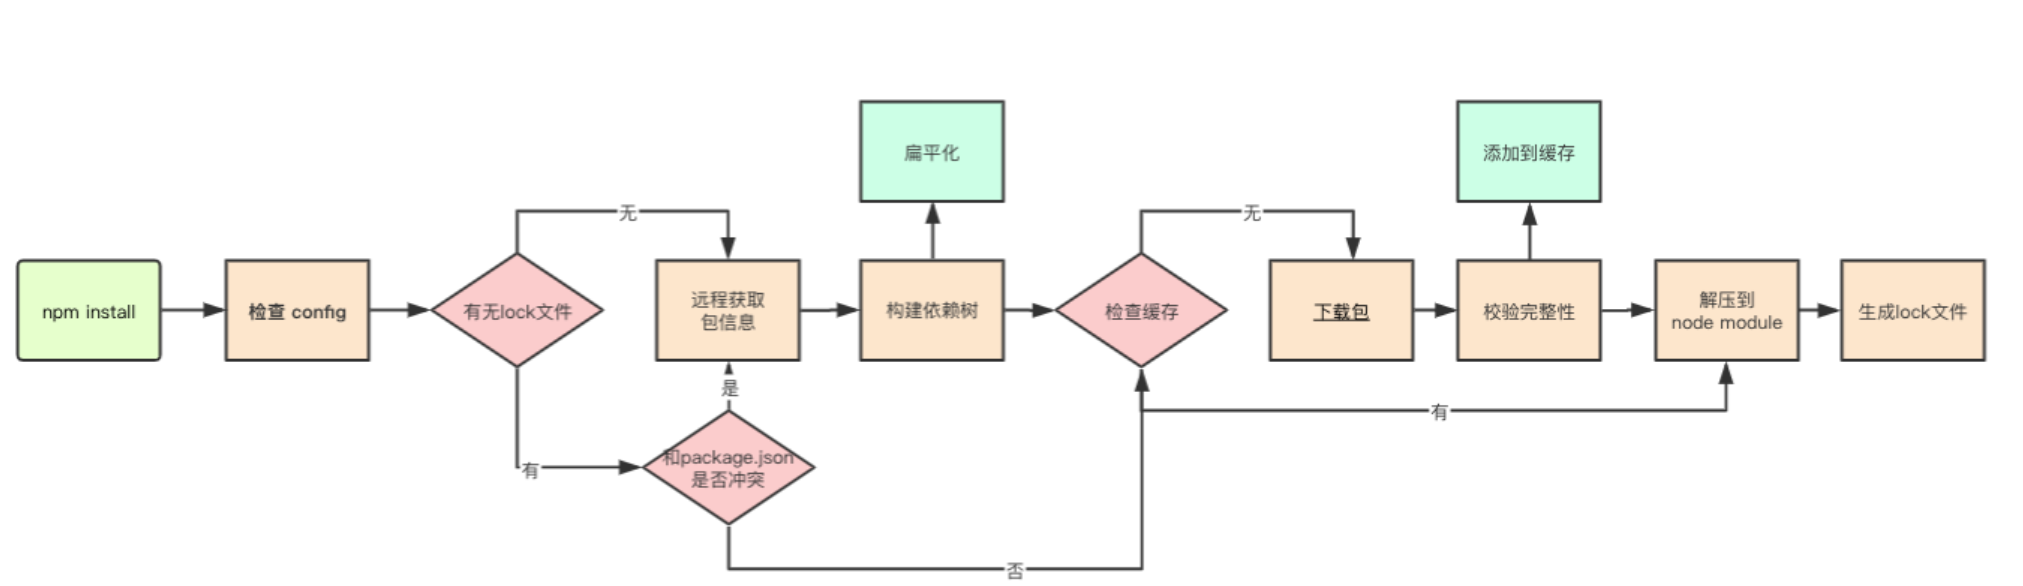 扁平化
添加到缓存
无
无
npm install
检查 config
有无lock文件
远程获取
包信息
构建依赖树
检查缓存
下载包
校验完整性
解压到
node module
生成lock文件
是
有
有
和package.json
是否冲突
否